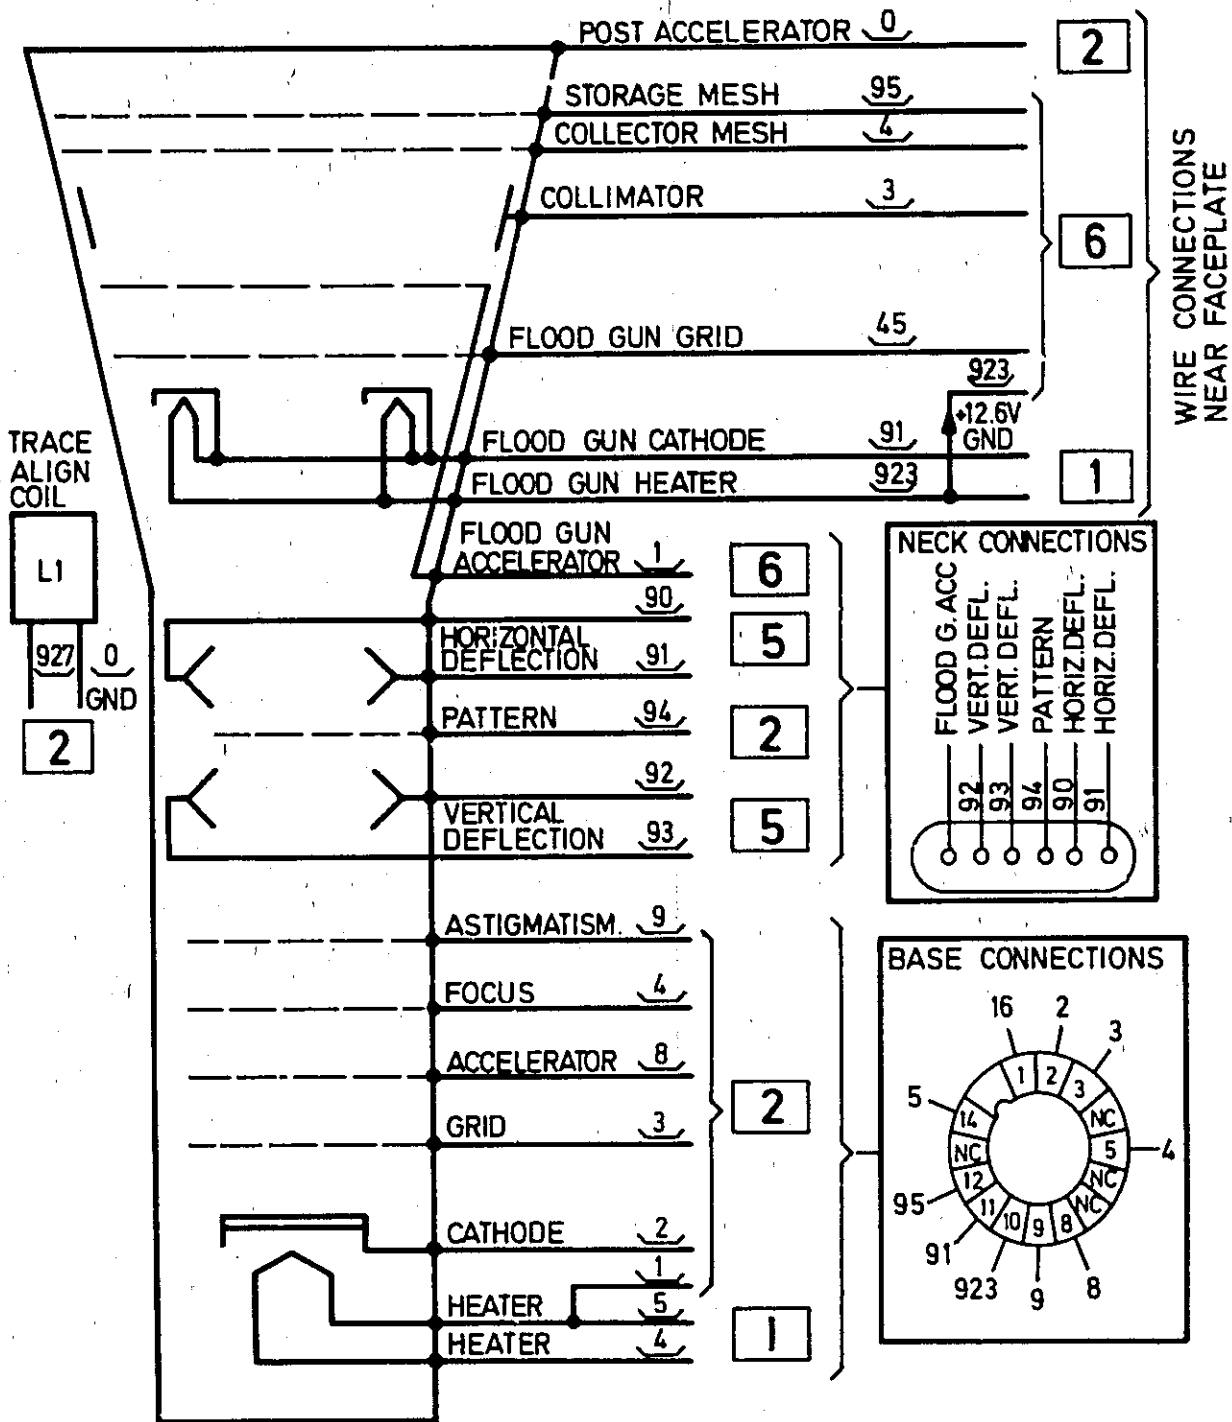 POST ACCELERATOR 0
2
STORAGE MESH 95
COLLECTOR MESH 4
COLLIMATOR 3
6
FLOOD GUN GRID 45
923
+12.6V
GND
FLOOD GUN CATHODE 91
FLOOD GUN HEATER 923
1
WIRE CONNECTIONS
NEAR FACEPLATE
TRACE
ALIGN
COIL
L1
927 0
GND
2
FLOOD GUN
ACCELERATOR 1
6
90
HORIZONTAL
DEFLECTION 91
5
PATTERN 94
2
92
VERTICAL
DEFLECTION 93
5
NECK CONNECTIONS
FLOOD G. ACC
VERT. DEFL.
VERT. DEFL.
PATTERN
HORIZ. DEFL.
HORIZ. DEFL.
92
93
94
90
91
ASTIGMATISM. 9
FOCUS 4
ACCELERATOR 8
GRID 3
2
CATHODE 2
1
HEATER 5
HEATER 4
1
BASE CONNECTIONS
16 2 3
5 4
95
91
923 9 8
1 2 3
NC
5
NC
NC
8
9
10
11
12
NC
14